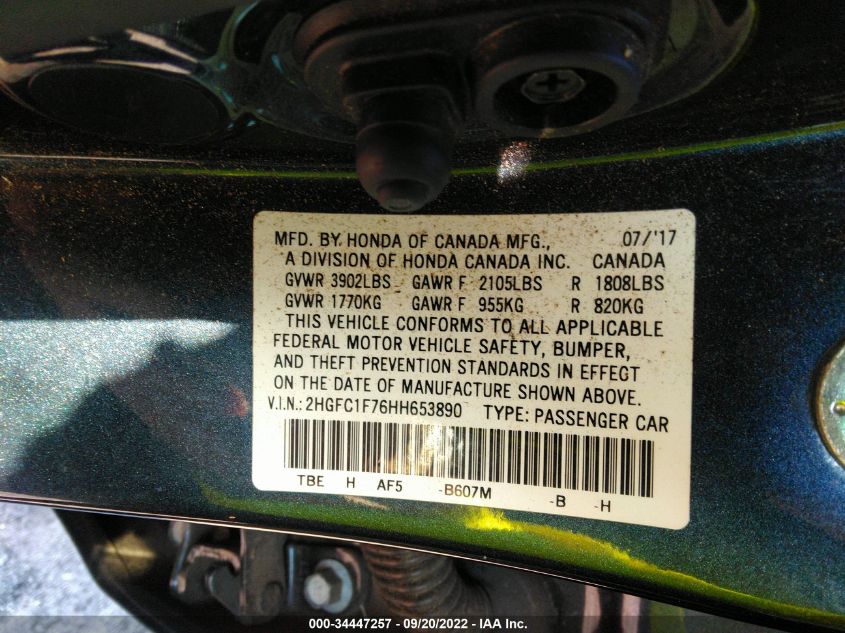 MFD. BY HONDA OF CANADA MFG., 07/'17
A DIVISION OF HONDA CANADA INC. CANADA
GVWR 3902LBS GAWR F 2105LBS R 1808LBS
GVWR 1770KG GAWR F 955KG R 820KG
THIS VEHICLE CONFORMS TO ALL APPLICABLE
FEDERAL MOTOR VEHICLE SAFETY, BUMPER,
AND THEFT PREVENTION STANDARDS IN EFFECT
ON THE DATE OF MANUFACTURE SHOWN ABOVE.
V.I.N.: 2HGFC1F76HH653890 TYPE: PASSENGER CAR
TBE H AF5 -B607M -B -H
000-34447257 - 09/20/2022 - IAA Inc.